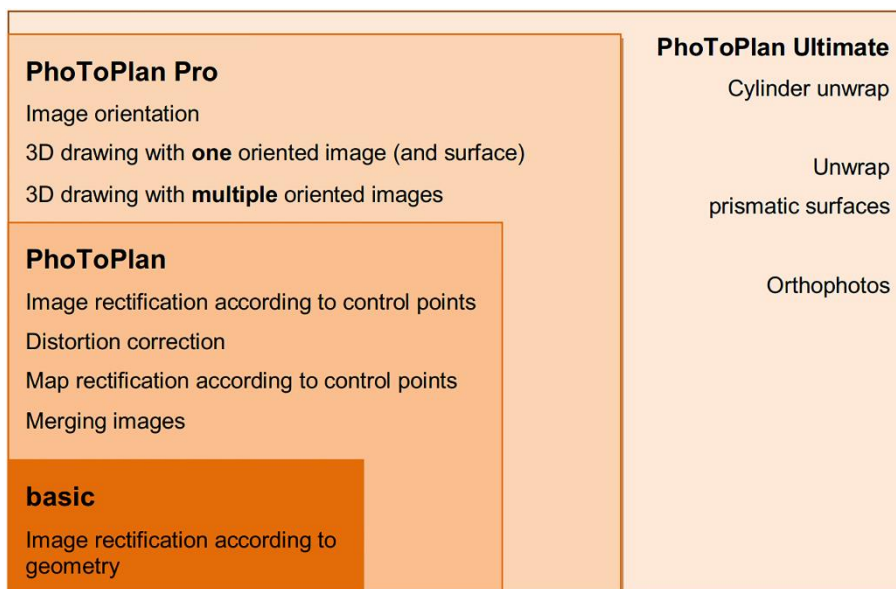 PhoToPlan Pro
Image orientation
3D drawing with one oriented image (and surface)
3D drawing with multiple oriented images
PhoToPlan
Image rectification according to control points
Distortion correction
Map rectification according to control points
Merging images
basic
Image rectification according to
geometry
PhoToPlan Ultimate
Cylinder unwrap
Unwrap
prismatic surfaces
Orthophotos